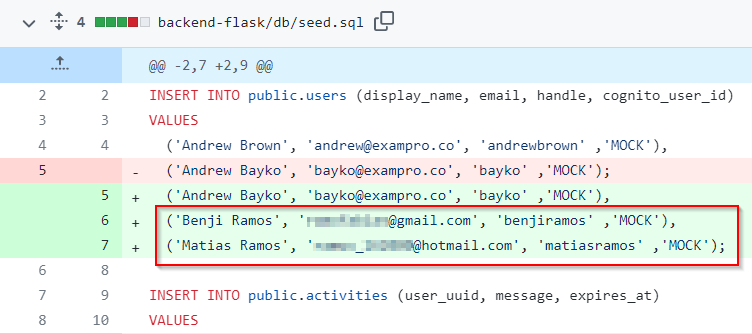 4 backend-flask/db/seed.sql
@@ -2,7 +2,9 @@
2 2 INSERT INTO public.users (display_name, email, handle, cognito_user_id)
3 3 VALUES
4 4 ('Andrew Brown', 'andrew@exampro.co', 'andrewbrown' ,'MOCK'),
5 - ('Andrew Bayko', 'bayko@exampro.co', 'bayko' ,'MOCK');
5 + ('Andrew Bayko', 'bayko@exampro.co', 'bayko' ,'MOCK'),
6 + ('Benji Ramos', '@gmail.com', 'benjiramos' ,'MOCK'),
7 + ('Matias Ramos', '@hotmail.com', 'matiasramos' ,'MOCK');
6 8
7 9 INSERT INTO public.activities (user_uuid, message, expires_at)
8 10 VALUES